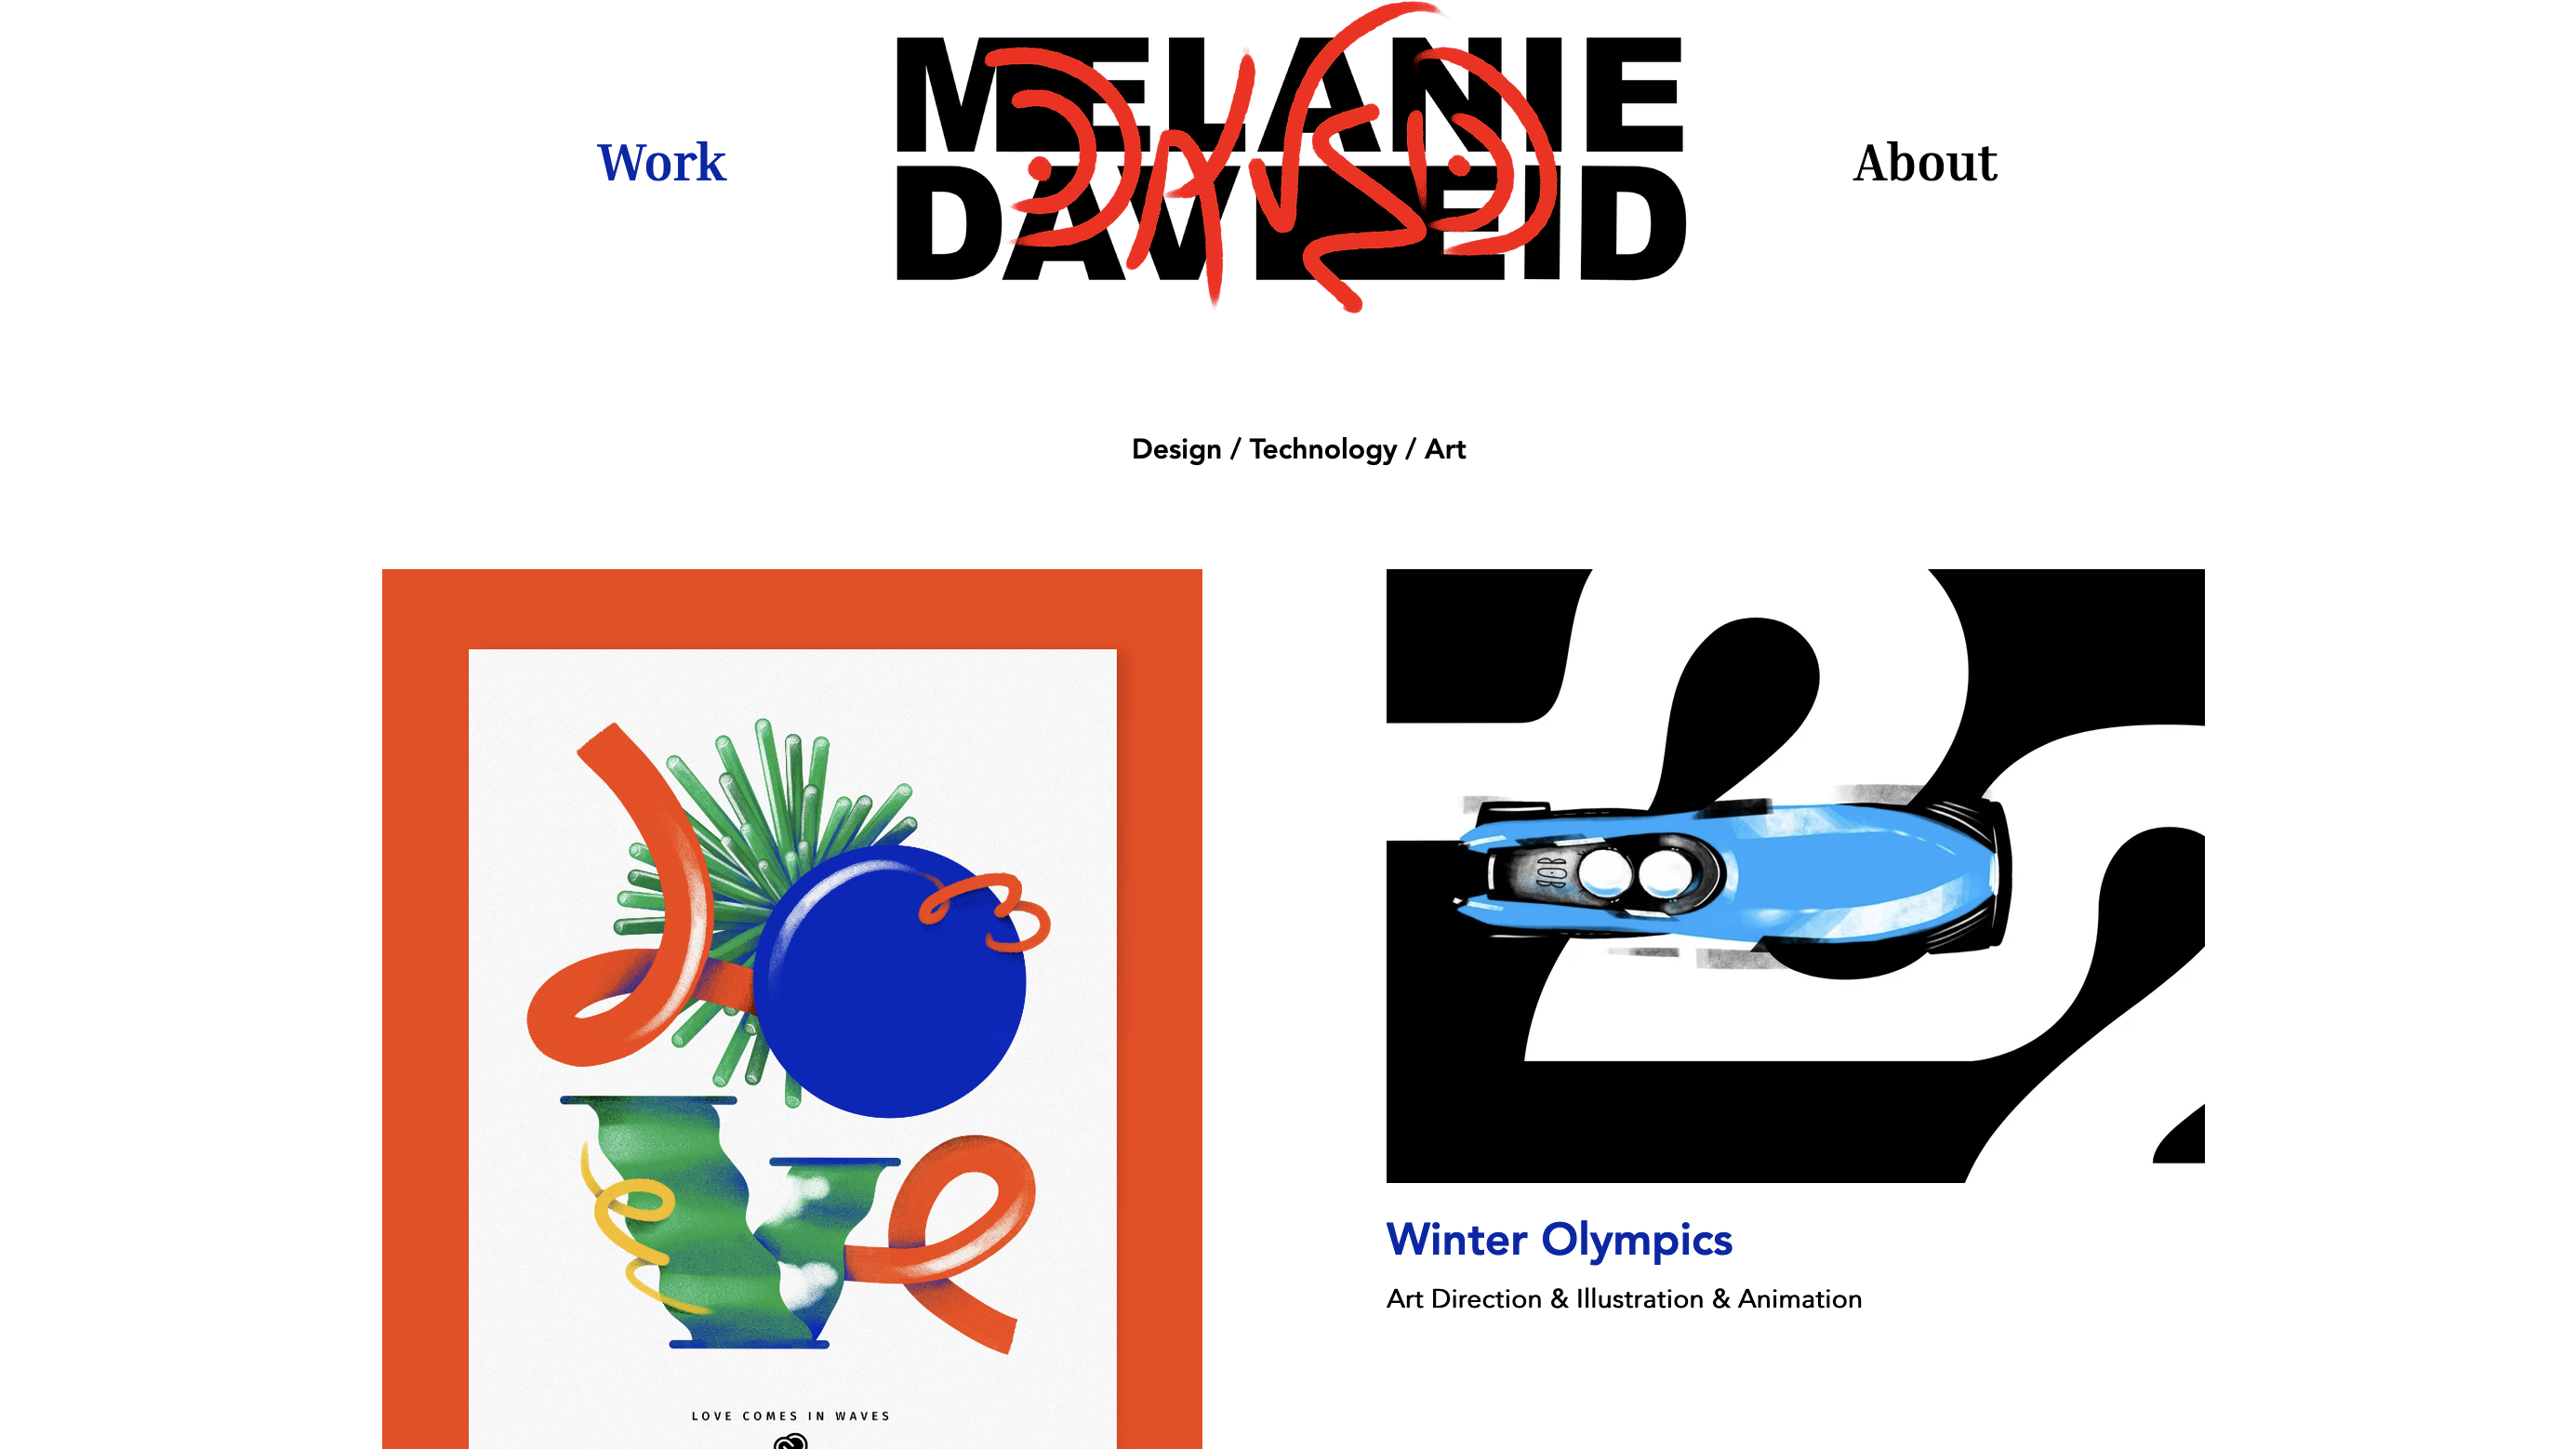 MELANIE
DAVEID
Work
About
Design / Technology / Art
LOVE COMES IN WAVES
BOB
Winter Olympics
Art Direction & Illustration & Animation